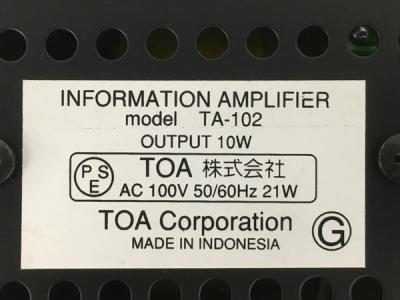 INFORMATION AMPLIFIER
model TA-102
OUTPUT 10W
PSE TOA 株式会社
AC 100V 50/60Hz 21W
TOA Corporation
MADE IN INDONESIA
G